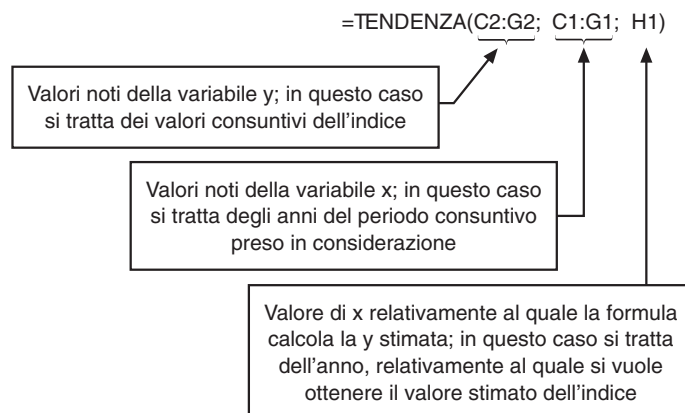 =TENDENZA(C2:G2; C1:G1; H1)
Valori noti della variabile y; in questo caso
si tratta dei valori consuntivi dell'indice
Valori noti della variabile x; in questo caso
si tratta degli anni del periodo consuntivo
preso in considerazione
Valore di x relativamente al quale la formula
calcola la y stimata; in questo caso si tratta
dell'anno, relativamente al quale si vuole
ottenere il valore stimato dell'indice